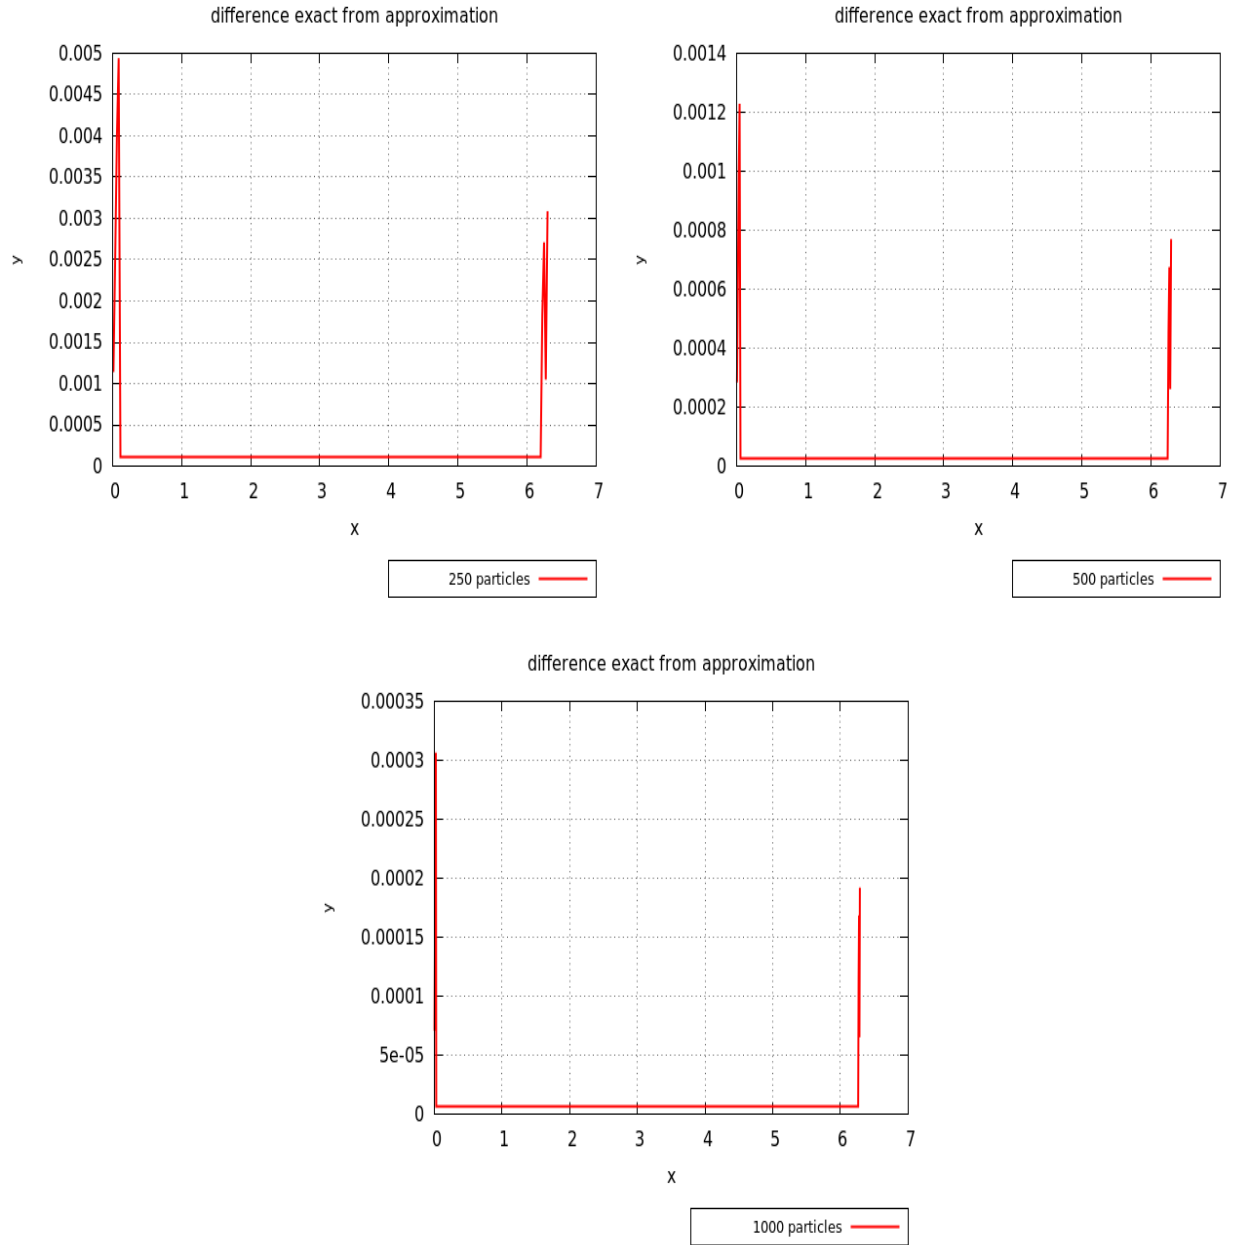 difference exact from approximation
0.005
0.0045
0.004
0.0035
0.003
0.0025
0.002
0.0015
0.001
0.0005
0
y
0 1 2 3 4 5 6 7
x
250 particles
difference exact from approximation
0.0014
0.0012
0.001
0.0008
0.0006
0.0004
0.0002
0
y
0 1 2 3 4 5 6 7
x
500 particles
difference exact from approximation
0.00035
0.0003
0.00025
0.0002
0.00015
0.0001
5e-05
0
y
0 1 2 3 4 5 6 7
x
1000 particles